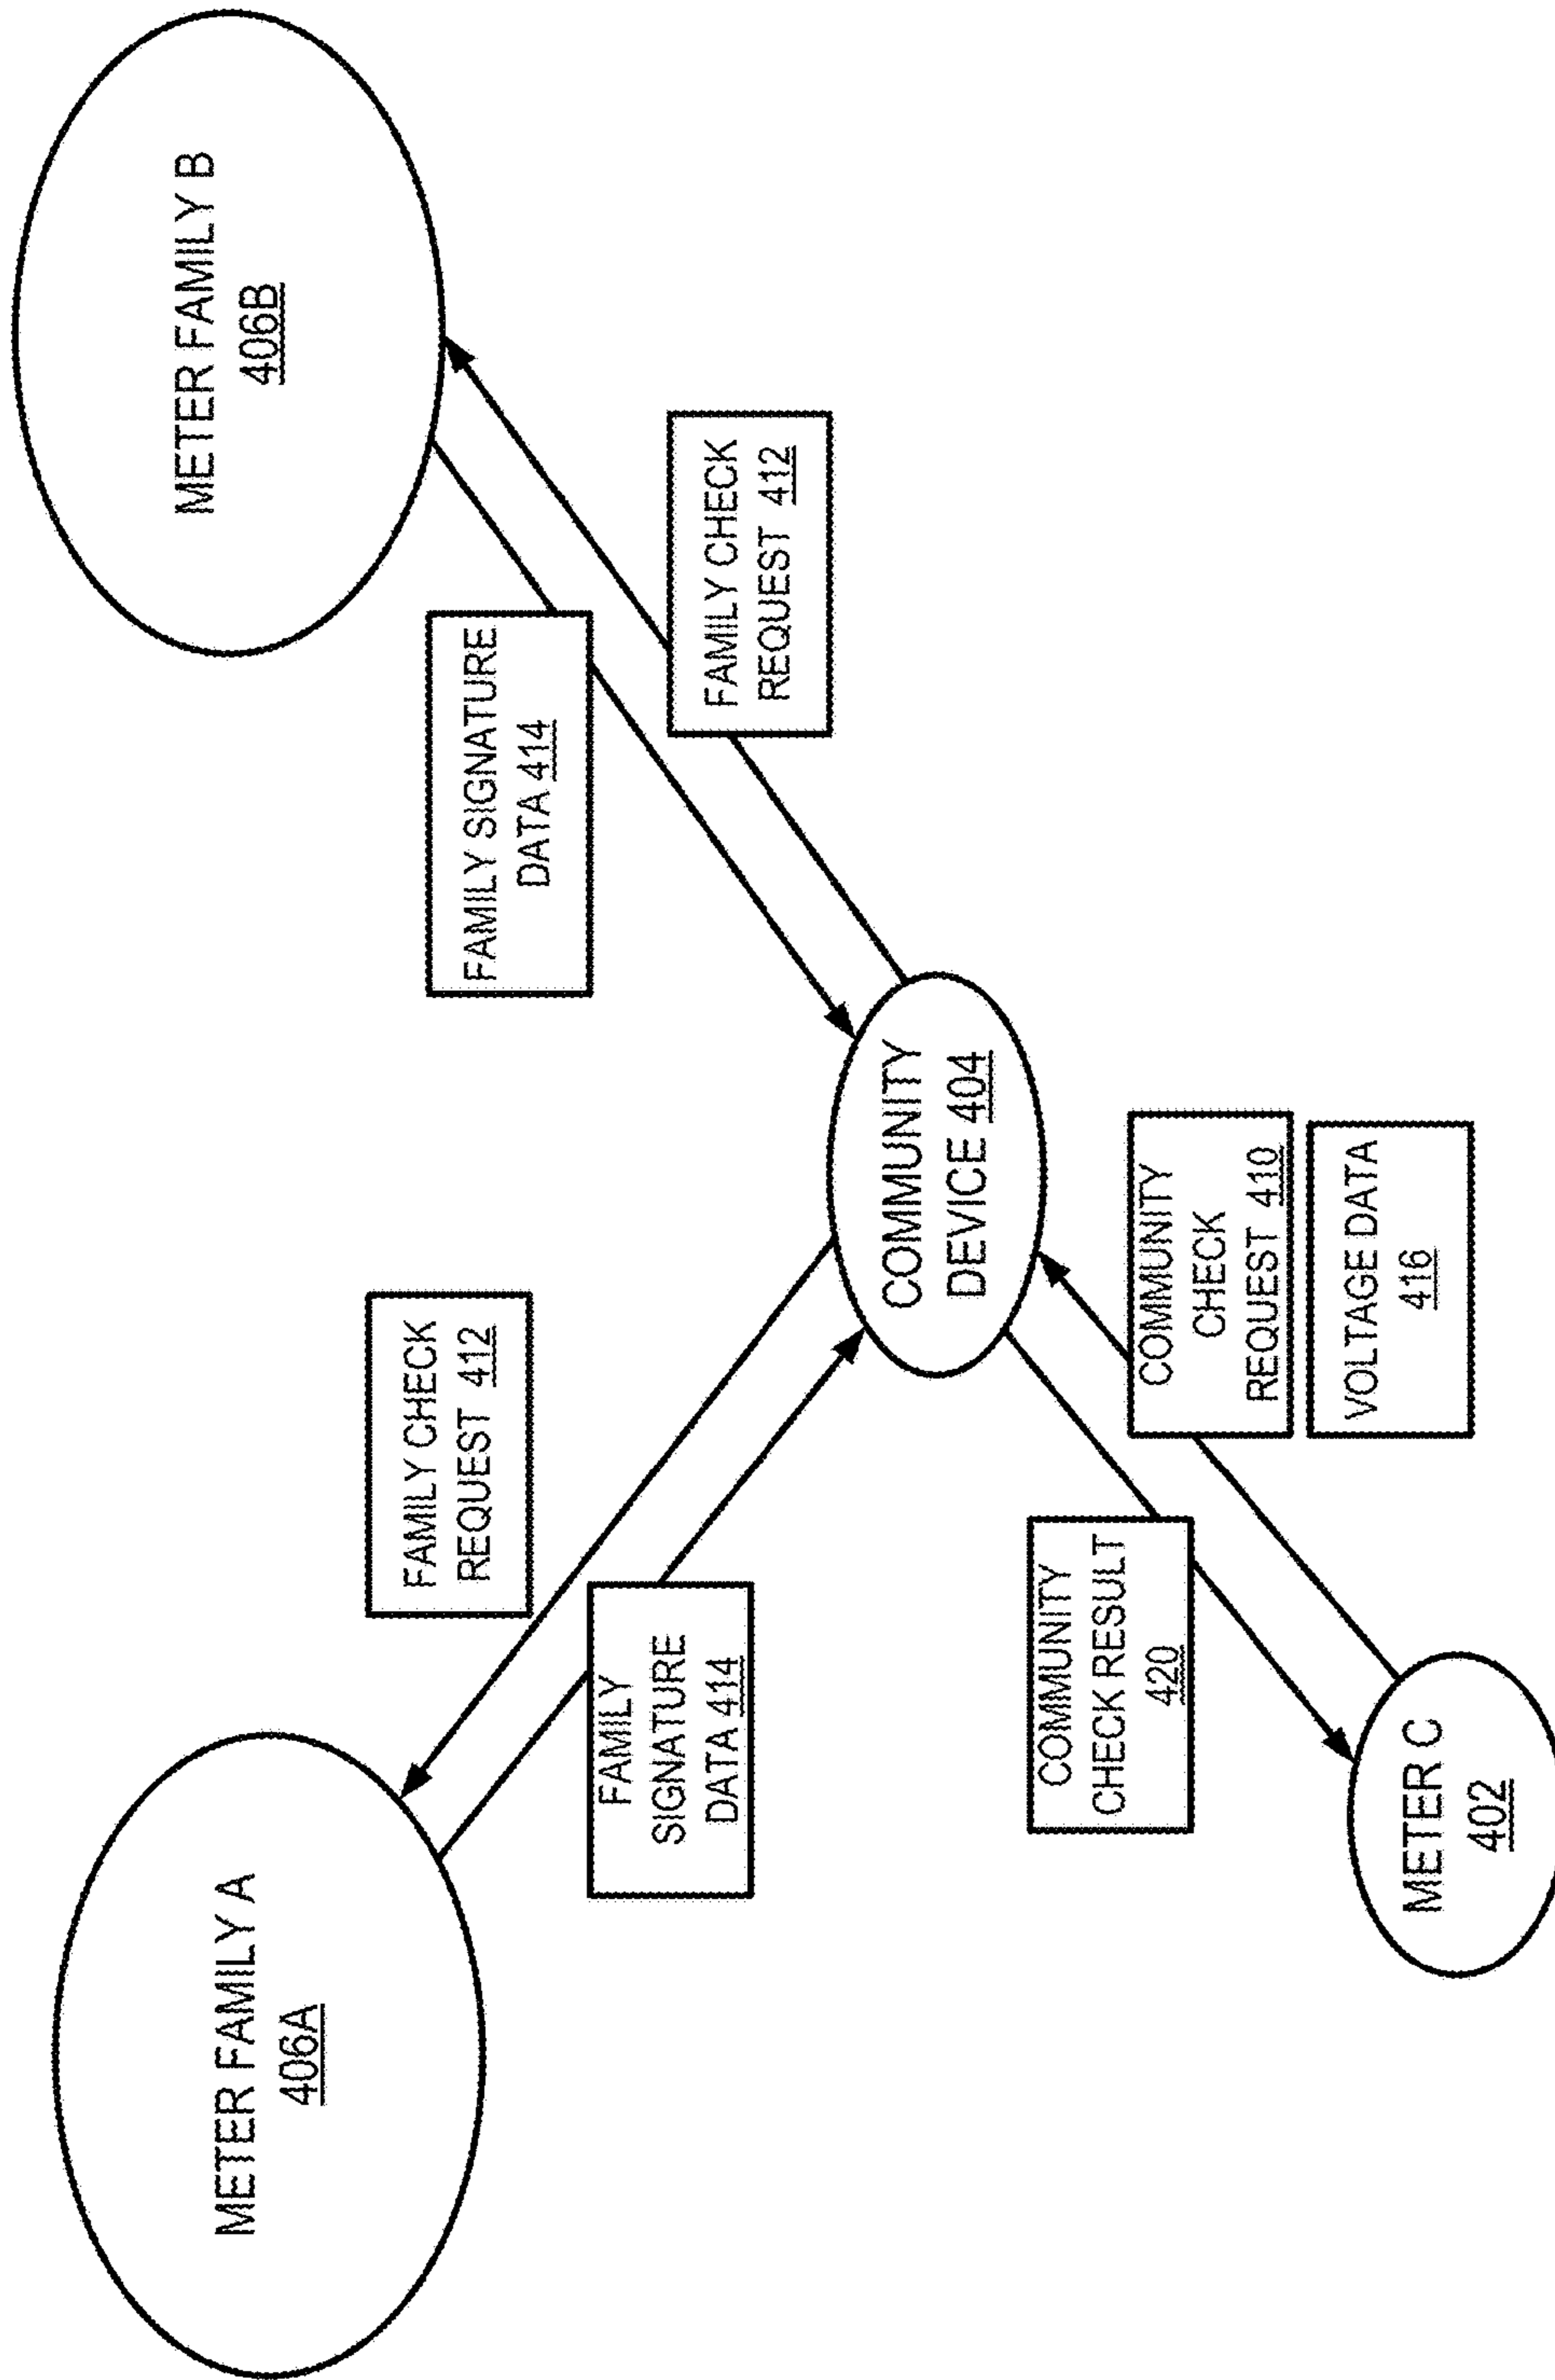 METER FAMILY A
406A
METER FAMILY B
406B
FAMILY CHECK
REQUEST 412
FAMILY SIGNATURE
DATA 414
FAMILY
SIGNATURE
DATA 414
FAMILY CHECK
REQUEST 412
COMMUNITY
DEVICE 404
COMMUNITY
CHECK RESULT
420
COMMUNITY
CHECK
REQUEST 410
VOLTAGE DATA
416
METER C
402